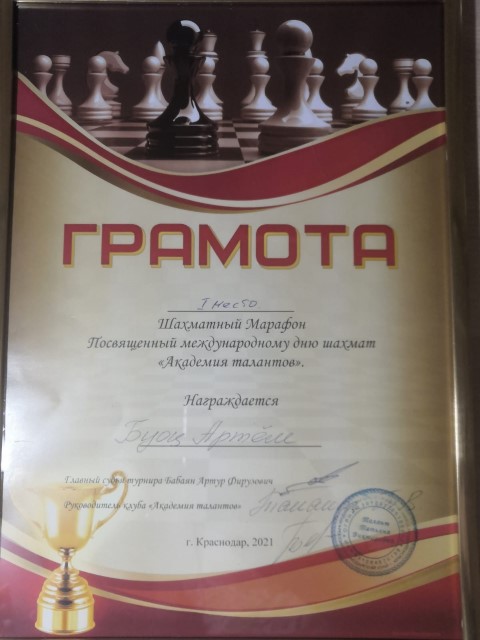 ГРАМОТА
I место
Шахматный Марафон
Посвященный международному дню шахмат
«Академия талантов».
Награждается
Артём
Главный судья турнира Бабаян Артур Фирунович
Руководитель клуба «Академия талантов»
г. Краснодар, 2021